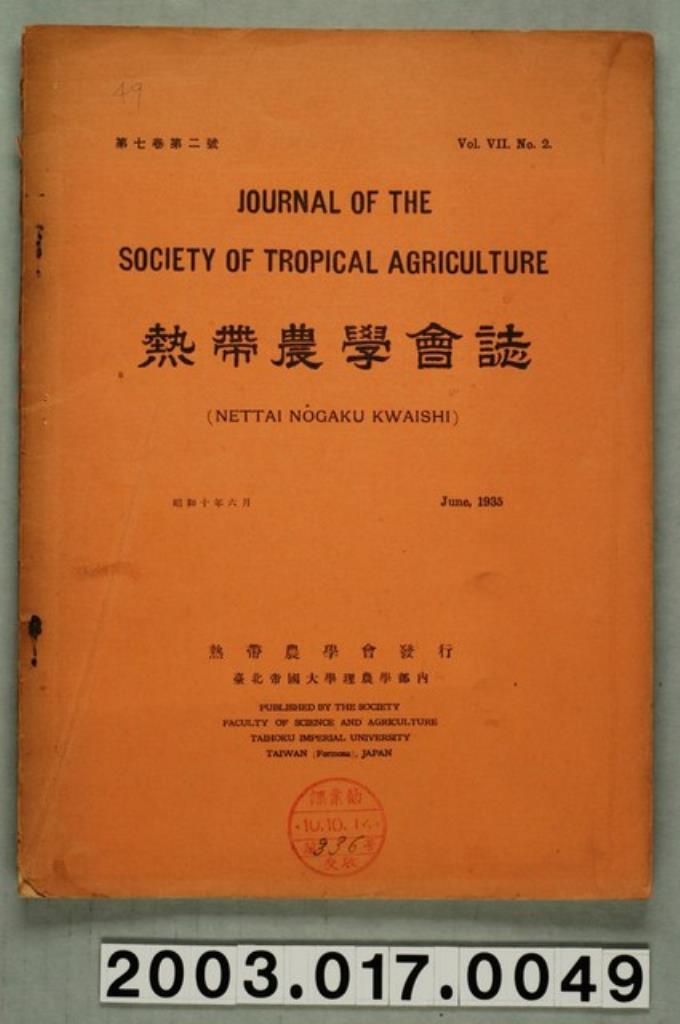 49
第七卷第二號
Vol. VII. No. 2.
JOURNAL OF THE
SOCIETY OF TROPICAL AGRICULTURE
熱帶農學會誌
(NETTAI NŌGAKU KWAISHI)
昭和十年六月
June, 1935
熱帶農學會發行
臺北帝國大學理農學部內
PUBLISHED BY THE SOCIETY
FACULTY OF SCIENCE AND AGRICULTURE
TAIHOKU IMPERIAL UNIVERSITY
TAIWAN (Formosa), JAPAN
10.10.
336
2003.017.0049